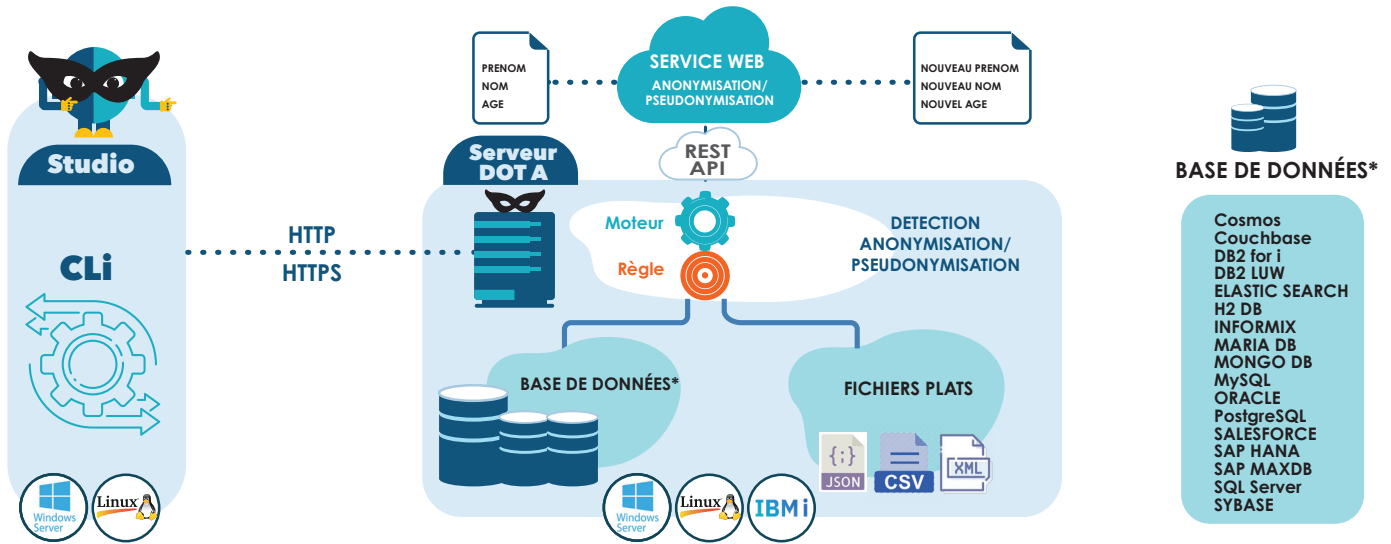 Studio
CLi
Windows
Server
Linux
HTTP
HTTPS
PRENOM
NOM
AGE
SERVICE WEB
ANONYMISATION/
PSEUDONYMISATION
NOUVEAU PRENOM
NOUVEAU NOM
NOUVEL AGE
REST
API
Serveur
DOT A
Moteur
Règle
DETECTION
ANONYMISATION/
PSEUDONYMISATION
BASE DE DONNÉES*
FICHIERS PLATS
{;}
JSON
CSV
XML
Windows
Server
Linux
IBM i
BASE DE DONNÉES*
Cosmos
Couchbase
DB2 for i
DB2 LUW
ELASTIC SEARCH
H2 DB
INFORMIX
MARIA DB
MONGO DB
MySQL
ORACLE
PostgreSQL
SALESFORCE
SAP HANA
SAP MAXDB
SQL Server
SYBASE